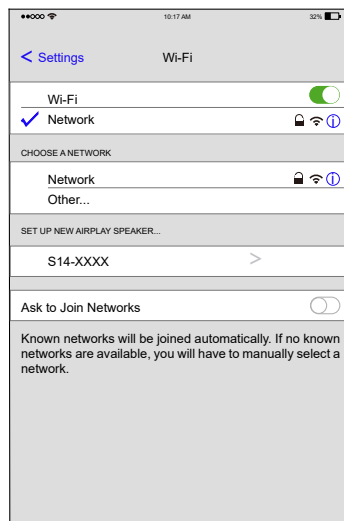 10:17 AM 32%
< Settings Wi-Fi
Wi-Fi
Network
CHOOSE A NETWORK
Network
Other...
SET UP NEW AIRPLAY SPEAKER...
S14-XXXX >
Ask to Join Networks
Known networks will be joined automatically. If no known
networks are available, you will have to manually select a
network.